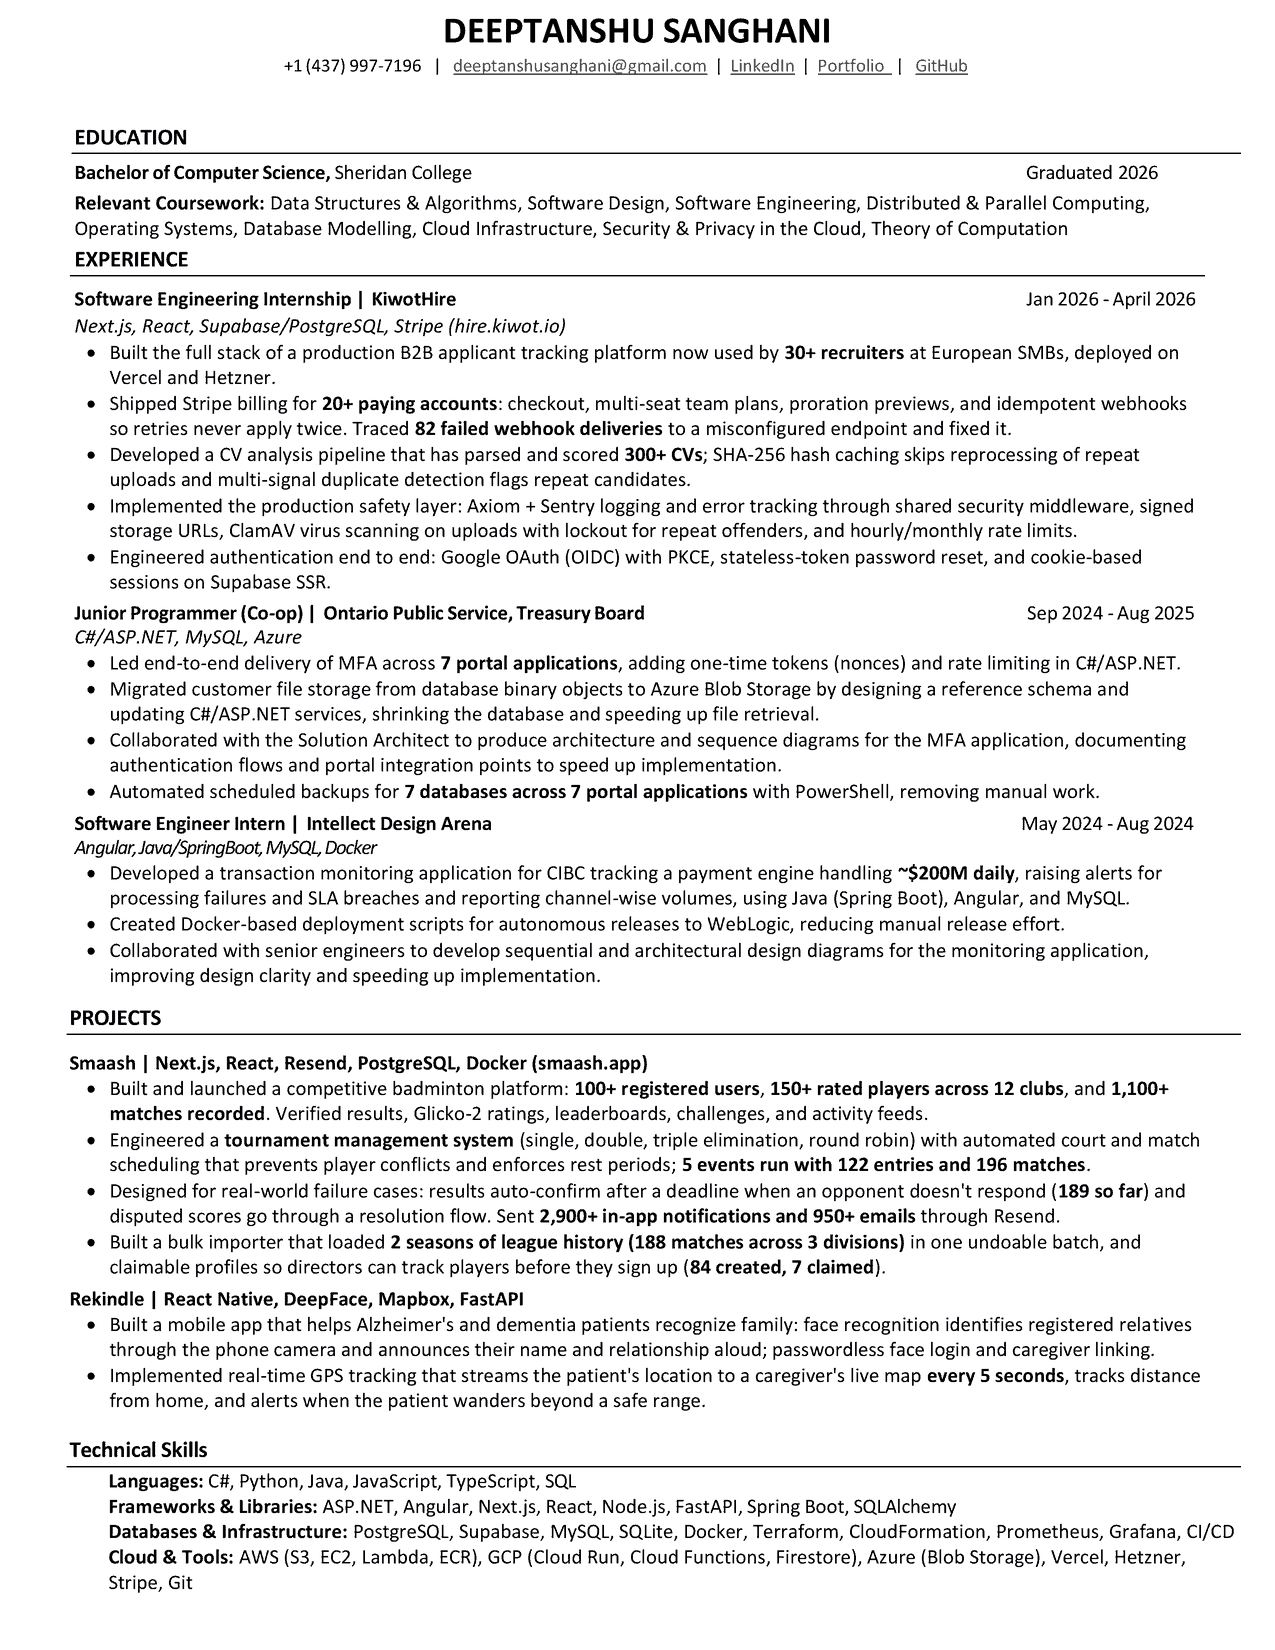 DEEPTANSHU SANGHANI
+1 (437) 997-7196 | deeptanshusanghani@gmail.com | LinkedIn | Portfolio | GitHub
EDUCATION
Bachelor of Computer Science, Sheridan College Graduated 2026
Relevant Coursework: Data Structures & Algorithms, Software Design, Software Engineering, Distributed & Parallel Computing,
Operating Systems, Database Modelling, Cloud Infrastructure, Security & Privacy in the Cloud, Theory of Computation
EXPERIENCE
Software Engineering Internship | KiwotHire Jan 2026 - April 2026
Next.js, React, Supabase/PostgreSQL, Stripe (hire.kiwot.io)
• Built the full stack of a production B2B applicant tracking platform now used by 30+ recruiters at European SMBs, deployed on
Vercel and Hetzner.
• Shipped Stripe billing for 20+ paying accounts: checkout, multi-seat team plans, proration previews, and idempotent webhooks
so retries never apply twice. Traced 82 failed webhook deliveries to a misconfigured endpoint and fixed it.
• Developed a CV analysis pipeline that has parsed and scored 300+ CVs; SHA-256 hash caching skips reprocessing of repeat
uploads and multi-signal duplicate detection flags repeat candidates.
• Implemented the production safety layer: Axiom + Sentry logging and error tracking through shared security middleware, signed
storage URLs, ClamAV virus scanning on uploads with lockout for repeat offenders, and hourly/monthly rate limits.
• Engineered authentication end to end: Google OAuth (OIDC) with PKCE, stateless-token password reset, and cookie-based
sessions on Supabase SSR.
Junior Programmer (Co-op) | Ontario Public Service, Treasury Board Sep 2024 - Aug 2025
C#/ASP.NET, MySQL, Azure
• Led end-to-end delivery of MFA across 7 portal applications, adding one-time tokens (nonces) and rate limiting in C#/ASP.NET.
• Migrated customer file storage from database binary objects to Azure Blob Storage by designing a reference schema and
updating C#/ASP.NET services, shrinking the database and speeding up file retrieval.
• Collaborated with the Solution Architect to produce architecture and sequence diagrams for the MFA application, documenting
authentication flows and portal integration points to speed up implementation.
• Automated scheduled backups for 7 databases across 7 portal applications with PowerShell, removing manual work.
Software Engineer Intern | Intellect Design Arena May 2024 - Aug 2024
Angular, Java/SpringBoot, MySQL, Docker
• Developed a transaction monitoring application for CIBC tracking a payment engine handling ~$200M daily, raising alerts for
processing failures and SLA breaches and reporting channel-wise volumes, using Java (Spring Boot), Angular, and MySQL.
• Created Docker-based deployment scripts for autonomous releases to WebLogic, reducing manual release effort.
• Collaborated with senior engineers to develop sequential and architectural design diagrams for the monitoring application,
improving design clarity and speeding up implementation.
PROJECTS
Smaash | Next.js, React, Resend, PostgreSQL, Docker (smaash.app)
• Built and launched a competitive badminton platform: 100+ registered users, 150+ rated players across 12 clubs, and 1,100+
matches recorded. Verified results, Glicko-2 ratings, leaderboards, challenges, and activity feeds.
• Engineered a tournament management system (single, double, triple elimination, round robin) with automated court and match
scheduling that prevents player conflicts and enforces rest periods; 5 events run with 122 entries and 196 matches.
• Designed for real-world failure cases: results auto-confirm after a deadline when an opponent doesn't respond (189 so far) and
disputed scores go through a resolution flow. Sent 2,900+ in-app notifications and 950+ emails through Resend.
• Built a bulk importer that loaded 2 seasons of league history (188 matches across 3 divisions) in one undoable batch, and
claimable profiles so directors can track players before they sign up (84 created, 7 claimed).
Rekindle | React Native, DeepFace, Mapbox, FastAPI
• Built a mobile app that helps Alzheimer's and dementia patients recognize family: face recognition identifies registered relatives
through the phone camera and announces their name and relationship aloud; passwordless face login and caregiver linking.
• Implemented real-time GPS tracking that streams the patient's location to a caregiver's live map every 5 seconds, tracks distance
from home, and alerts when the patient wanders beyond a safe range.
Technical Skills
Languages: C#, Python, Java, JavaScript, TypeScript, SQL
Frameworks & Libraries: ASP.NET, Angular, Next.js, React, Node.js, FastAPI, Spring Boot, SQLAlchemy
Databases & Infrastructure: PostgreSQL, Supabase, MySQL, SQLite, Docker, Terraform, CloudFormation, Prometheus, Grafana, CI/CD
Cloud & Tools: AWS (S3, EC2, Lambda, ECR), GCP (Cloud Run, Cloud Functions, Firestore), Azure (Blob Storage), Vercel, Hetzner,
Stripe, Git